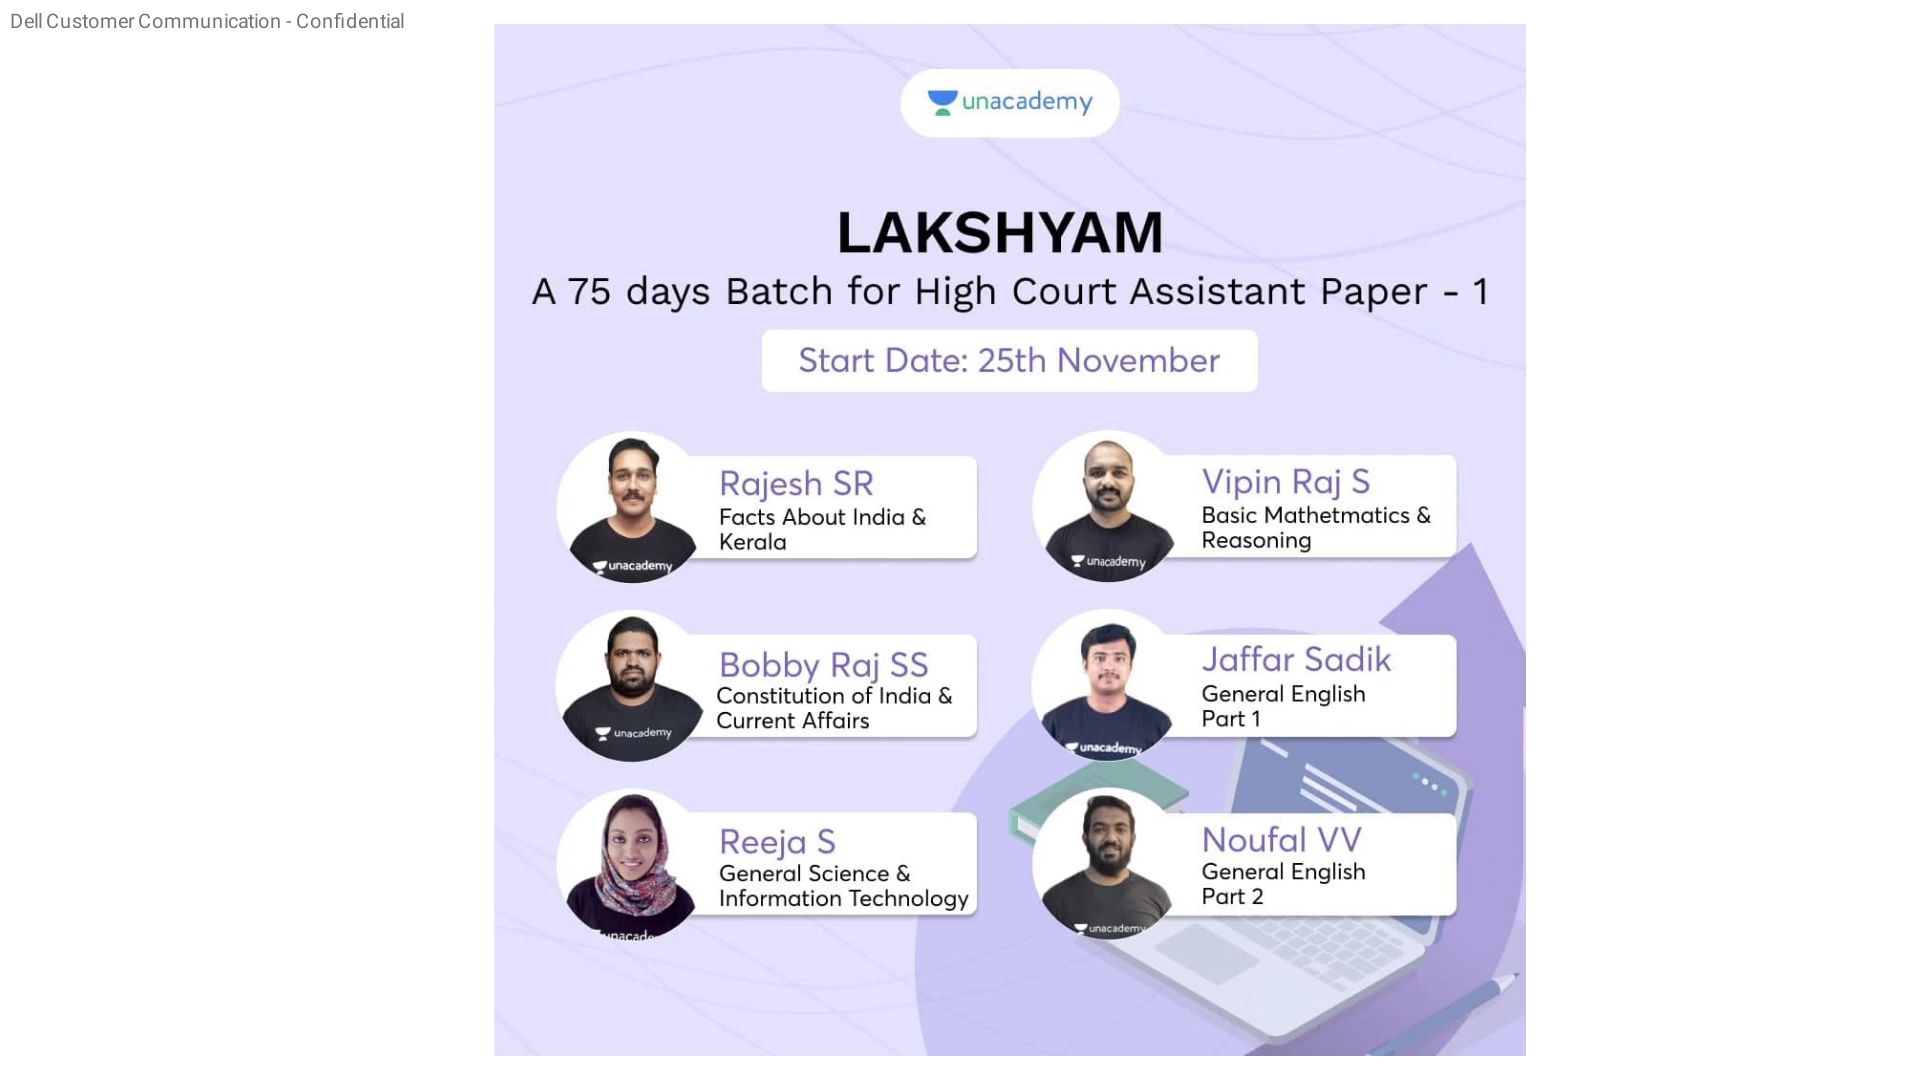 Dell Customer Communication - Confidential
unacademy
LAKSHYAM
A 75 days Batch for High Court Assistant Paper - 1
Start Date: 25th November
Rajesh SR
Facts About India &
Kerala
unacademy
Vipin Raj S
Basic Mathetmatics &
Reasoning
unacademy
Bobby Raj SS
Constitution of India &
Current Affairs
unacademy
Jaffar Sadik
General English
Part 1
unacademy
Reeja S
General Science &
Information Technology
unacade
Noufal VV
General English
Part 2
unacademy